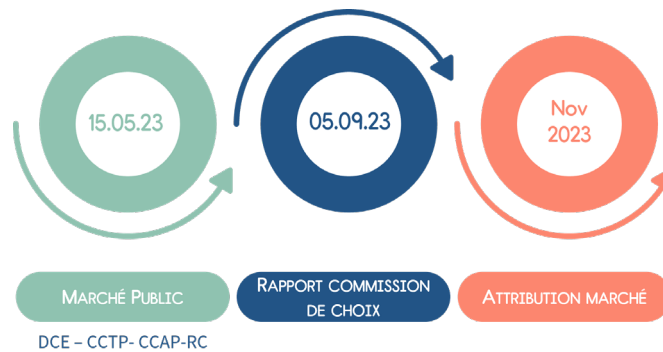 15.05.23
05.09.23
Nov
2023
MARCHÉ PUBLIC
RAPPORT COMMISSION
DE CHOIX
ATTRIBUTION MARCHÉ
DCE – CCTP- CCAP-RC